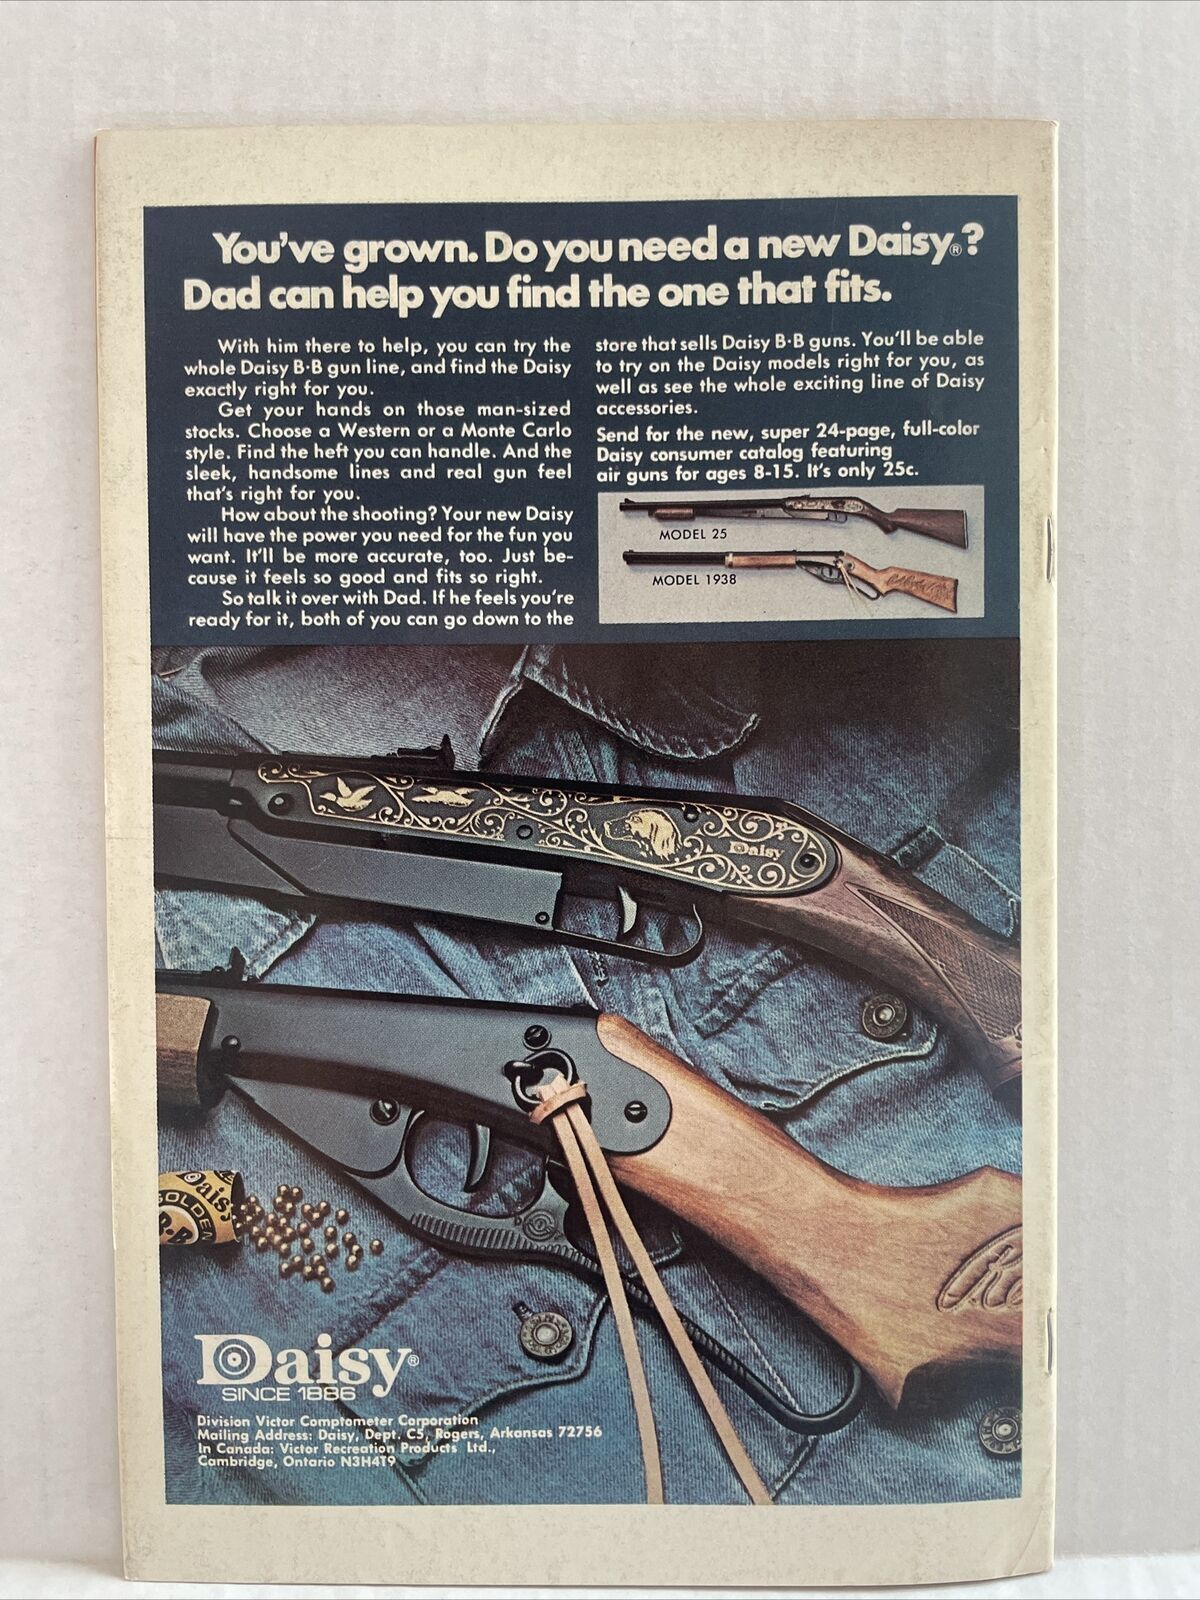 You've grown. Do you need a new Daisy®?
Dad can help you find the one that fits.
With him there to help, you can try the
whole Daisy B·B gun line, and find the Daisy
exactly right for you.
Get your hands on those man-sized
stocks. Choose a Western or a Monte Carlo
style. Find the heft you can handle. And the
sleek, handsome lines and real gun feel
that's right for you.
How about the shooting? Your new Daisy
will have the power you need for the fun you
want. It'll be more accurate, too. Just be-
cause it feels so good and fits so right.
So talk it over with Dad. If he feels you're
ready for it, both of you can go down to the
store that sells Daisy B·B guns. You'll be able
to try on the Daisy models right for you, as
well as see the whole exciting line of Daisy
accessories.
Send for the new, super 24-page, full-color
Daisy consumer catalog featuring
air guns for ages 8-15. It's only 25c.
MODEL 25
MODEL 1938
Daisy
Daisy
GOLDEN
B·B
Daisy®
SINCE 1886
Division Victor Comptometer Corporation
Mailing Address: Daisy, Dept. C5, Rogers, Arkansas 72756
In Canada: Victor Recreation Products Ltd.,
Cambridge, Ontario N3H4T9